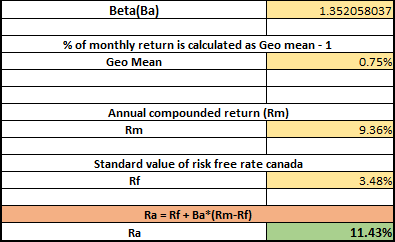 Beta(Ba) 1.352058037
% of monthly return is calculated as Geo mean - 1
Geo Mean 0.75%
Annual compounded return (Rm)
Rm 9.36%
Standard value of risk free rate canada
Rf 3.48%
Ra = Rf + Ba*(Rm-Rf)
Ra 11.43%